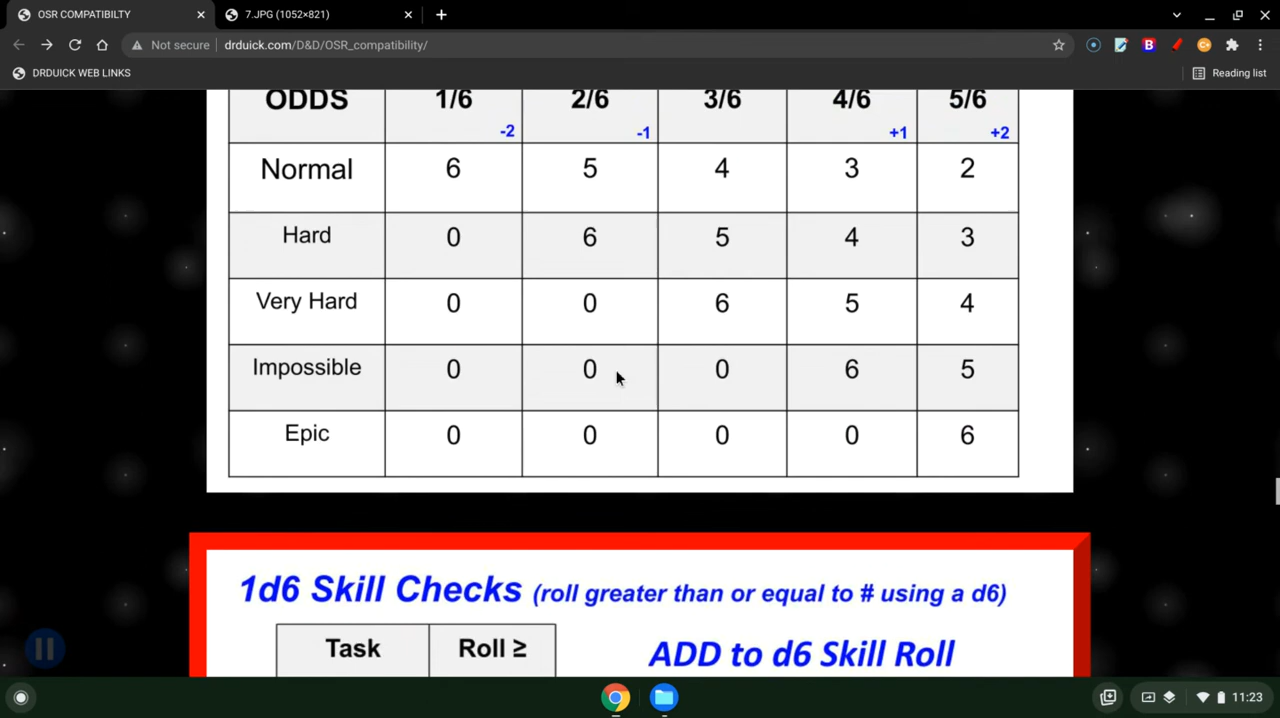 OSR COMPATIBILTY
7.JPG (1052×821)
Not secure
drduick.com/D&D/OSR_compatibility/
B
C+
DRDUICK WEB LINKS
Reading list
ODDS 1/6 2/6 3/6 4/6 5/6
-2 -1 +1 +2
Normal 6 5 4 3 2
Hard 0 6 5 4 3
Very Hard 0 0 6 5 4
Impossible 0 0 0 6 5
Epic 0 0 0 0 6
1d6 Skill Checks (roll greater than or equal to # using a d6)
Task Roll ≥
ADD to d6 Skill Roll
11:23